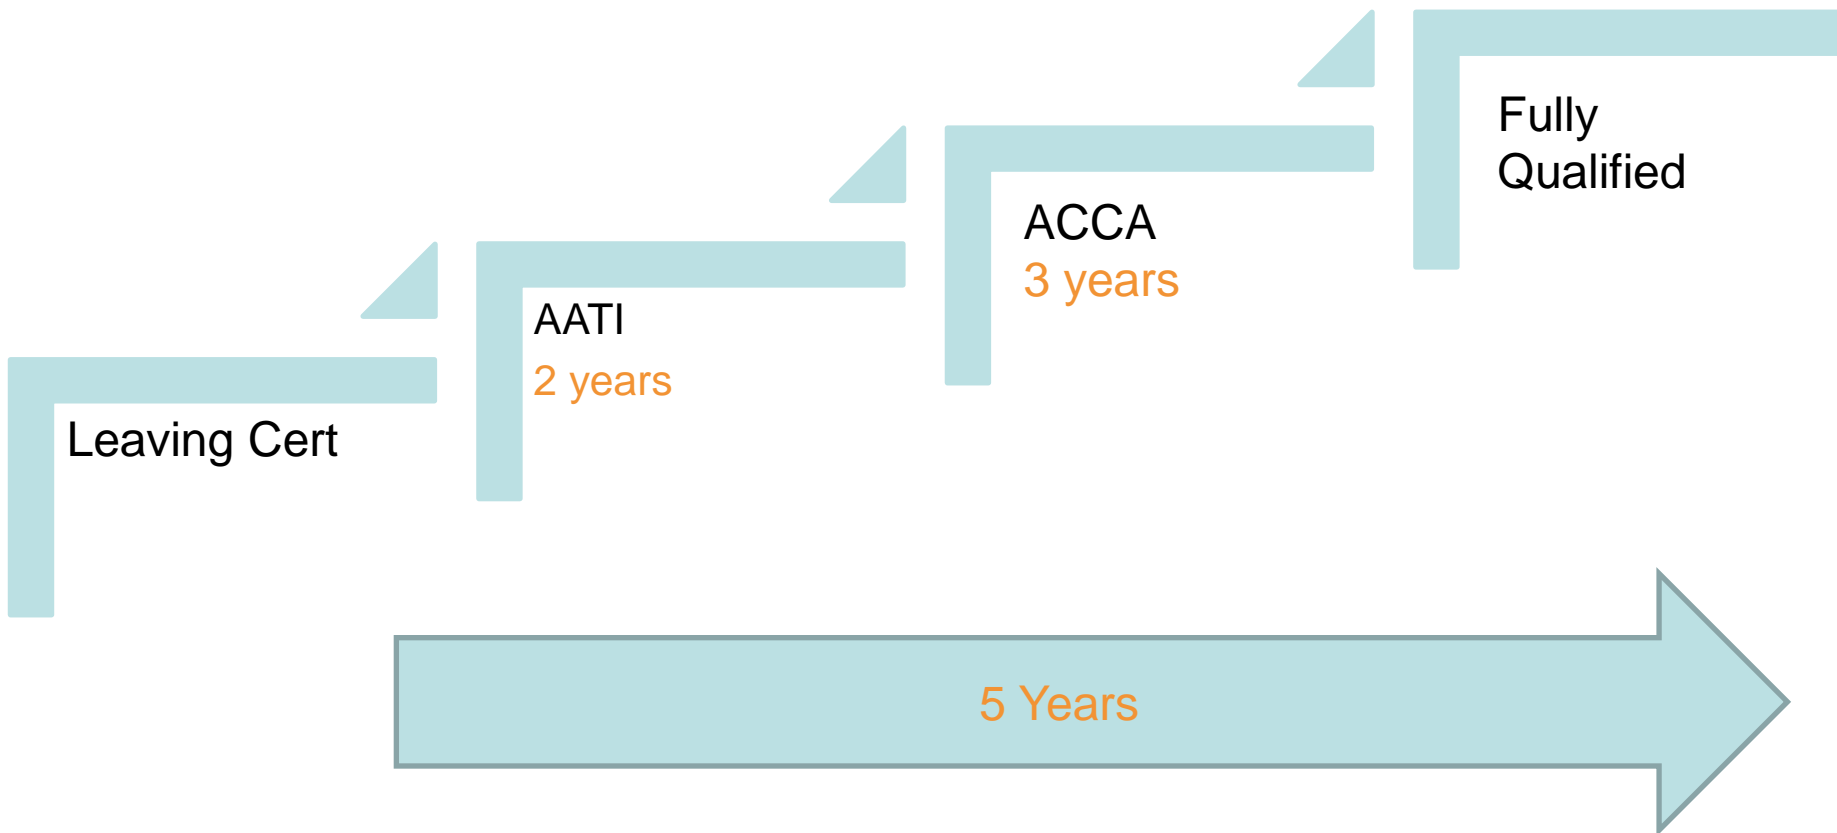 Leaving Cert
AATI
2 years
ACCA
3 years
Fully
Qualified
5 Years